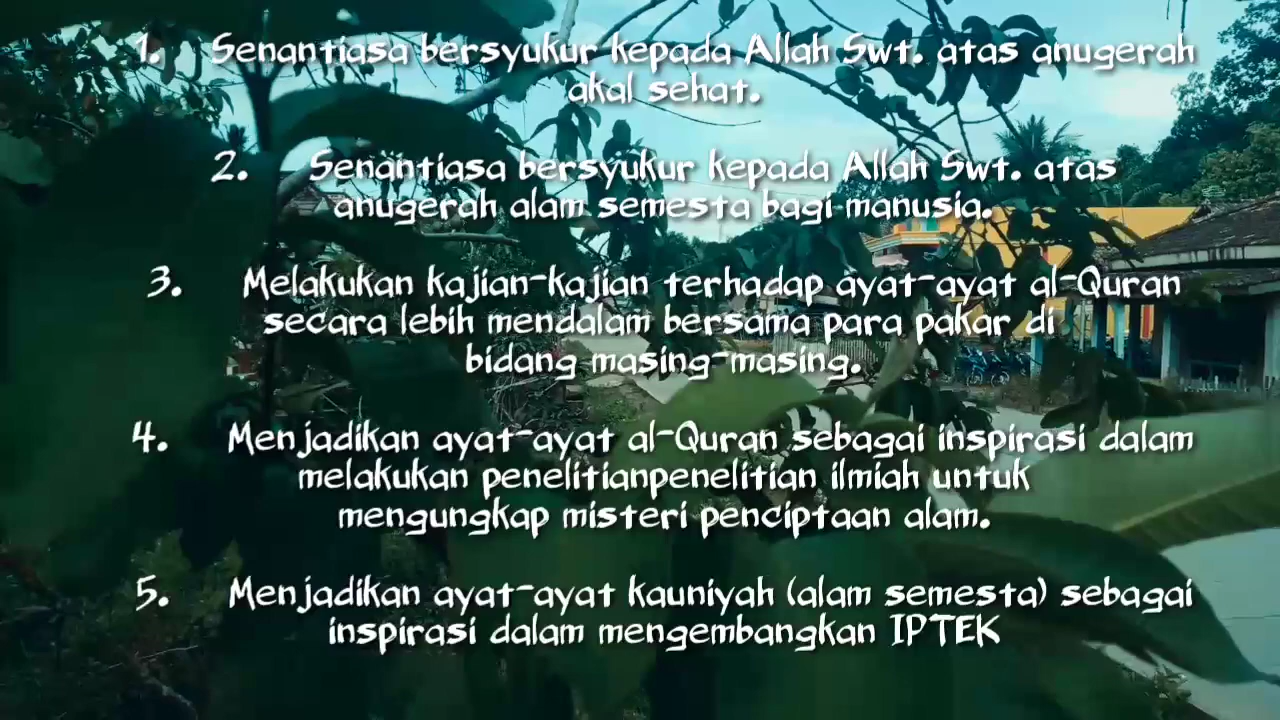 1. Senantiasa bersyukur kepada Allah Swt. atas anugerah
akal sehat.
2. Senantiasa bersyukur kepada Allah Swt. atas
anugerah alam semesta bagi manusia.
3. Melakukan kajian-kajian terhadap ayat-ayat al-Quran
secara lebih mendalam bersama para pakar di
bidang masing-masing.
4. Menjadikan ayat-ayat al-Quran sebagai inspirasi dalam
melakukan penelitianpenelitian ilmiah untuk
mengungkap misteri penciptaan alam.
5. Menjadikan ayat-ayat kauniyah (alam semesta) sebagai
inspirasi dalam mengembangkan IPTEK